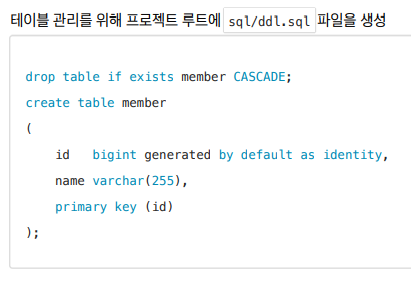 테이블 관리를 위해 프로젝트 루트에 sql/ddl.sql 파일을 생성
drop table if exists member CASCADE;
create table member
(
    id   bigint generated by default as identity,
    name varchar(255),
    primary key (id)
);